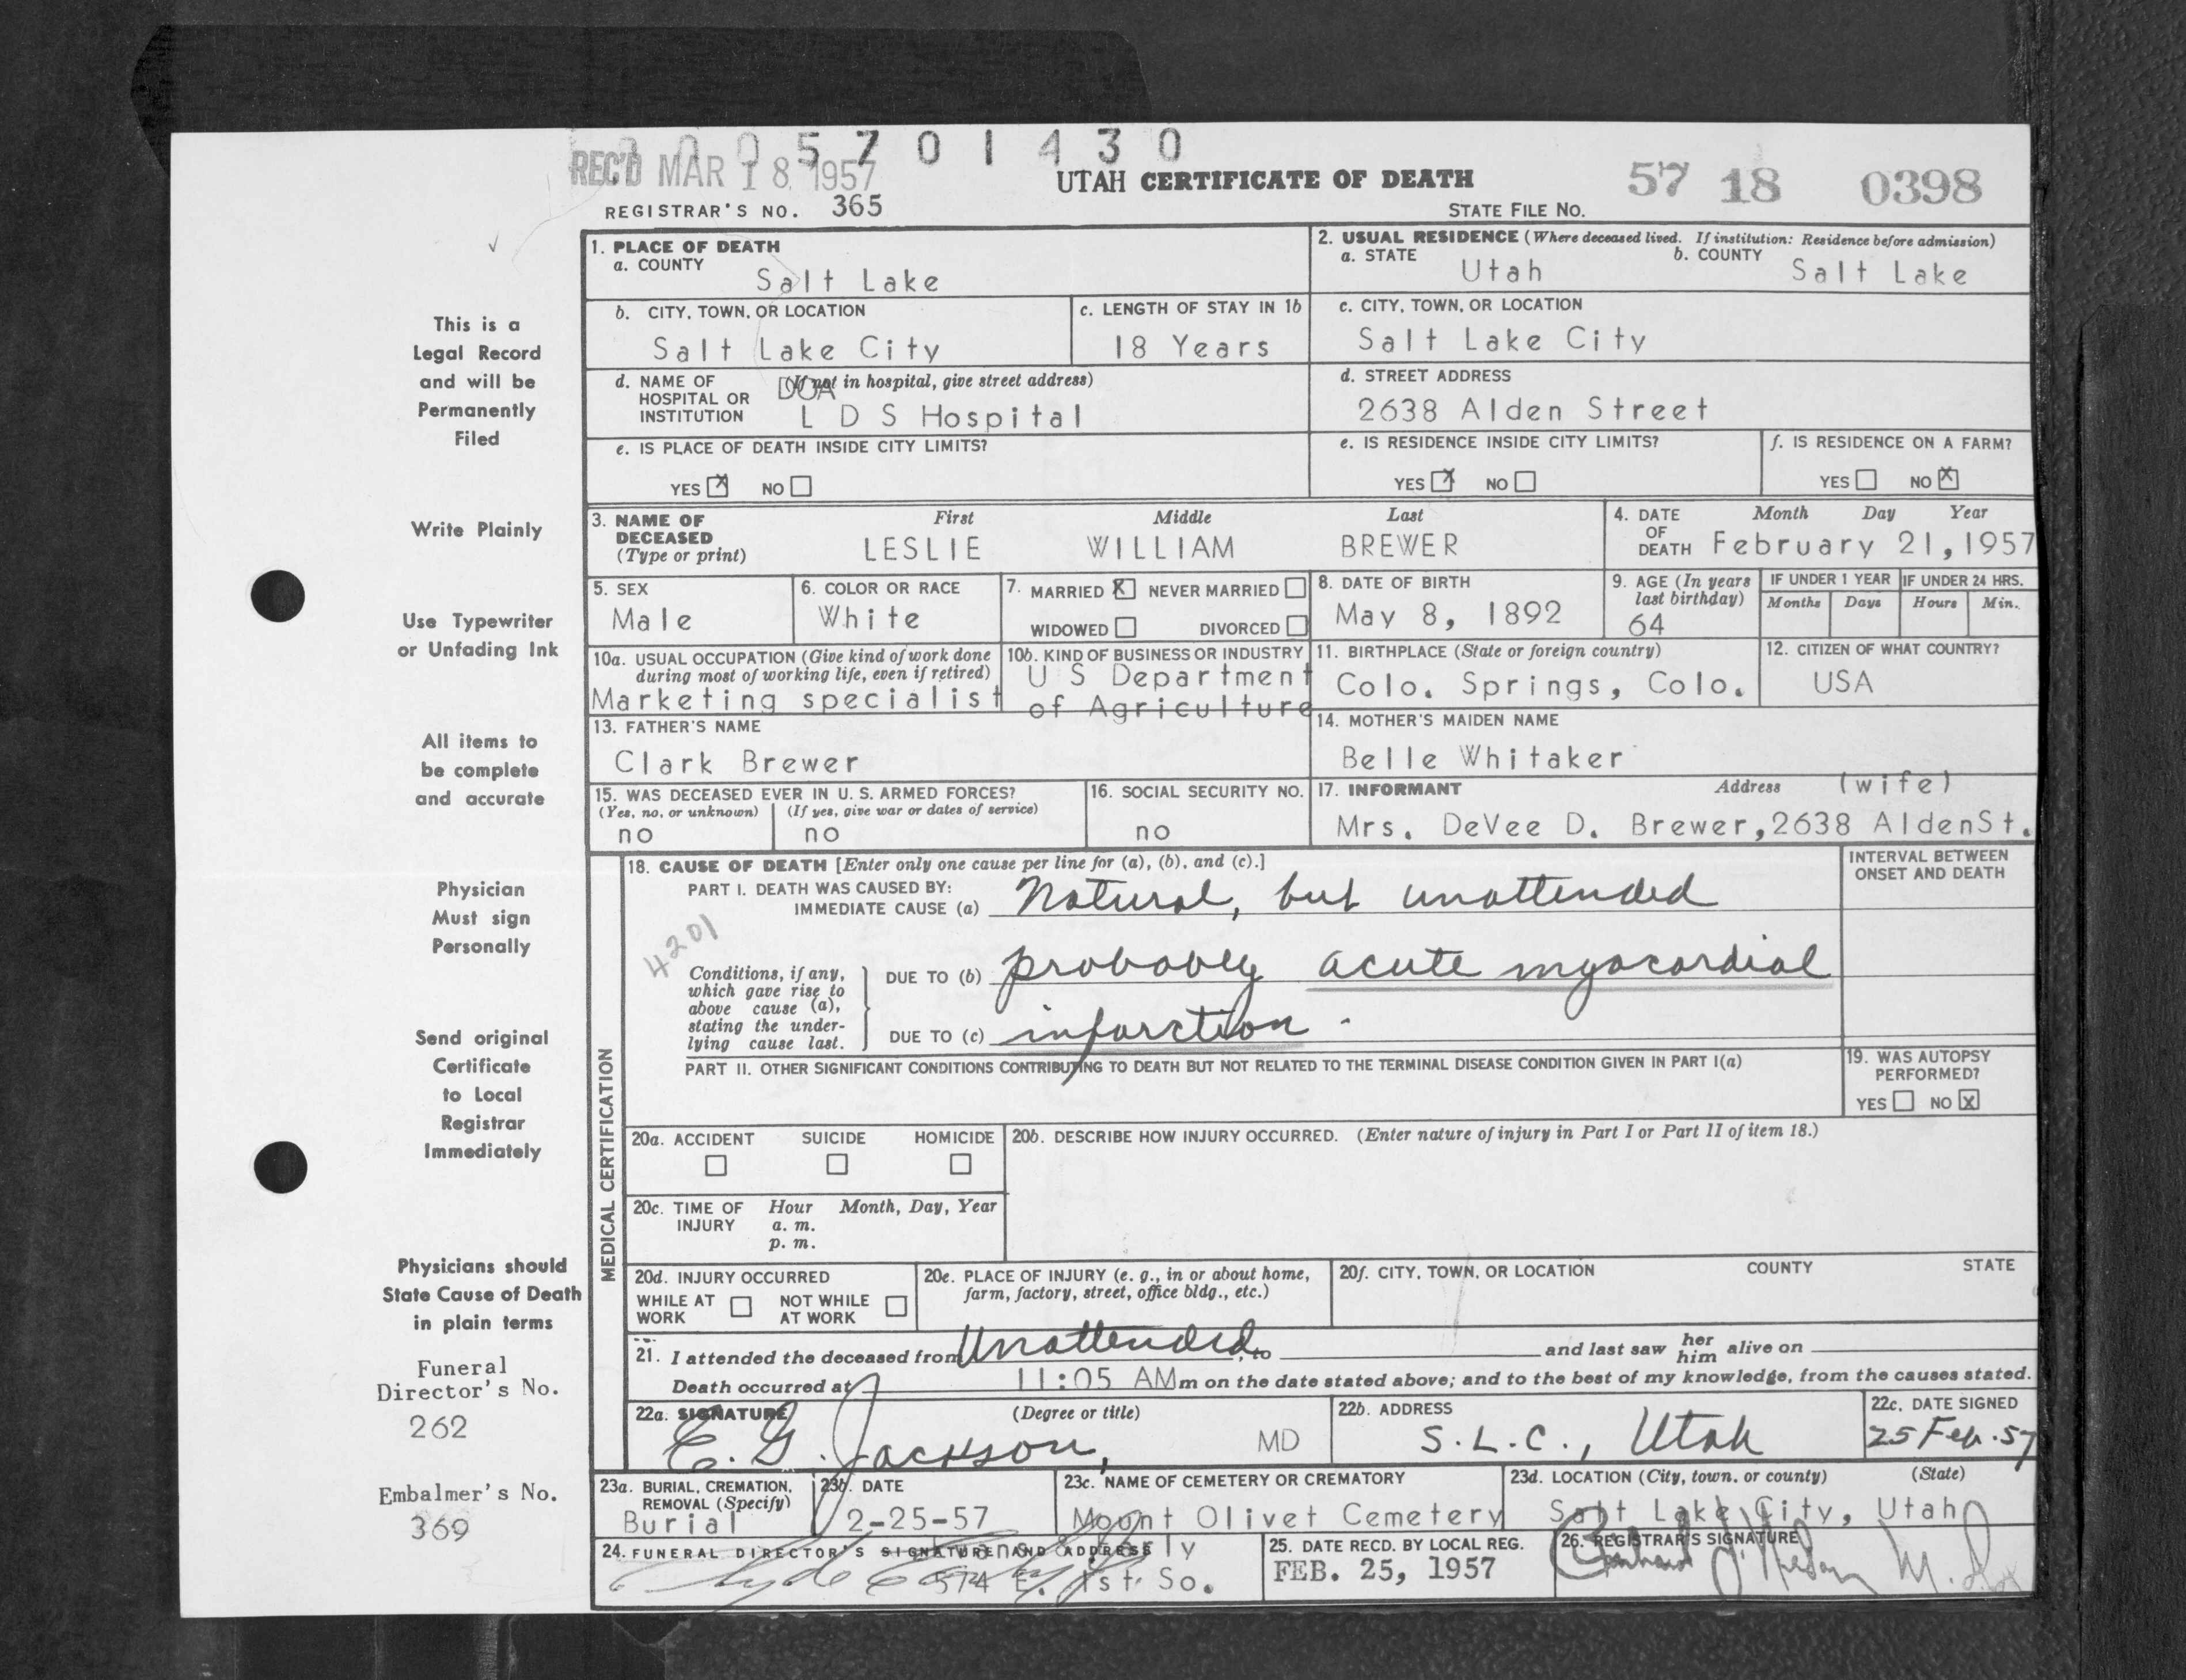 3 0 0 5 7 0 1 4 3 0
REC'D MAR 18 1957
UTAH CERTIFICATE OF DEATH
57 18 0398
REGISTRAR'S NO. 365
STATE FILE NO.
This is a
Legal Record
and will be
Permanently
Filed
Write Plainly
Use Typewriter
or Unfading Ink
All items to
be complete
and accurate
Physician
Must sign
Personally
Send original
Certificate
to Local
Registrar
Immediately
Physicians should
State Cause of Death
in plain terms
Funeral
Director's No.
262
Embalmer's No.
369
1. PLACE OF DEATH
a. COUNTY
Salt Lake
2. USUAL RESIDENCE (Where deceased lived. If institution: Residence before admission)
a. STATE
Utah
b. COUNTY
Salt Lake
b. CITY, TOWN, OR LOCATION
Salt Lake City
c. LENGTH OF STAY IN 1b
18 Years
c. CITY, TOWN, OR LOCATION
Salt Lake City
d. NAME OF HOSPITAL OR INSTITUTION
(If not in hospital, give street address)
DOA
L D S Hospital
d. STREET ADDRESS
2638 Alden Street
e. IS PLACE OF DEATH INSIDE CITY LIMITS?
YES X NO
e. IS RESIDENCE INSIDE CITY LIMITS?
YES X NO
f. IS RESIDENCE ON A FARM?
YES NO X
3. NAME OF DECEASED (Type or print)
First Middle Last
LESLIE WILLIAM BREWER
4. DATE OF DEATH
Month Day Year
February 21, 1957
5. SEX
Male
6. COLOR OR RACE
White
7. MARRIED X NEVER MARRIED
WIDOWED DIVORCED
8. DATE OF BIRTH
May 8, 1892
9. AGE (In years last birthday)
64
IF UNDER 1 YEAR
Months Days
IF UNDER 24 HRS.
Hours Min.
10a. USUAL OCCUPATION (Give kind of work done during most of working life, even if retired)
Marketing specialist
10b. KIND OF BUSINESS OR INDUSTRY
U S Department
of Agriculture
11. BIRTHPLACE (State or foreign country)
Colo. Springs, Colo.
12. CITIZEN OF WHAT COUNTRY?
USA
13. FATHER'S NAME
Clark Brewer
14. MOTHER'S MAIDEN NAME
Belle Whitaker
15. WAS DECEASED EVER IN U. S. ARMED FORCES?
(Yes, no, or unknown) (If yes, give war or dates of service)
no no
16. SOCIAL SECURITY NO.
no
17. INFORMANT Address (wife)
Mrs. DeVee D. Brewer, 2638 AldenSt.
MEDICAL CERTIFICATION
18. CAUSE OF DEATH [Enter only one cause per line for (a), (b), and (c).]
PART I. DEATH WAS CAUSED BY:
IMMEDIATE CAUSE (a) Natural, but unattended
4201
Conditions, if any, which gave rise to above cause (a), stating the underlying cause last.
DUE TO (b) probably acute myocardial
DUE TO (c) infarction.
INTERVAL BETWEEN ONSET AND DEATH
PART II. OTHER SIGNIFICANT CONDITIONS CONTRIBUTING TO DEATH BUT NOT RELATED TO THE TERMINAL DISEASE CONDITION GIVEN IN PART I(a)
19. WAS AUTOPSY PERFORMED?
YES NO X
20a. ACCIDENT SUICIDE HOMICIDE
20b. DESCRIBE HOW INJURY OCCURRED. (Enter nature of injury in Part I or Part II of item 18.)
20c. TIME OF INJURY
Hour Month, Day, Year
a. m.
p. m.
20d. INJURY OCCURRED
WHILE AT WORK NOT WHILE AT WORK
20e. PLACE OF INJURY (e. g., in or about home, farm, factory, street, office bldg., etc.)
20f. CITY, TOWN, OR LOCATION COUNTY STATE
21. I attended the deceased from Unattended, to and last saw her him alive on
Death occurred at 11:05 AM m on the date stated above; and to the best of my knowledge, from the causes stated.
22a. SIGNATURE (Degree or title)
E. G. Jackson, MD
22b. ADDRESS
S.L.C., Utah
22c. DATE SIGNED
25 Feb. 57
23a. BURIAL, CREMATION, REMOVAL (Specify)
Burial
23b. DATE
2-25-57
23c. NAME OF CEMETERY OR CREMATORY
Mount Olivet Cemetery
23d. LOCATION (City, town, or county) (State)
Salt Lake City, Utah
24. FUNERAL DIRECTOR'S SIGNATURE AND ADDRESS
Evans & Early
574 E. 1st So.
25. DATE RECD. BY LOCAL REG.
FEB. 25, 1957
26. REGISTRAR'S SIGNATURE